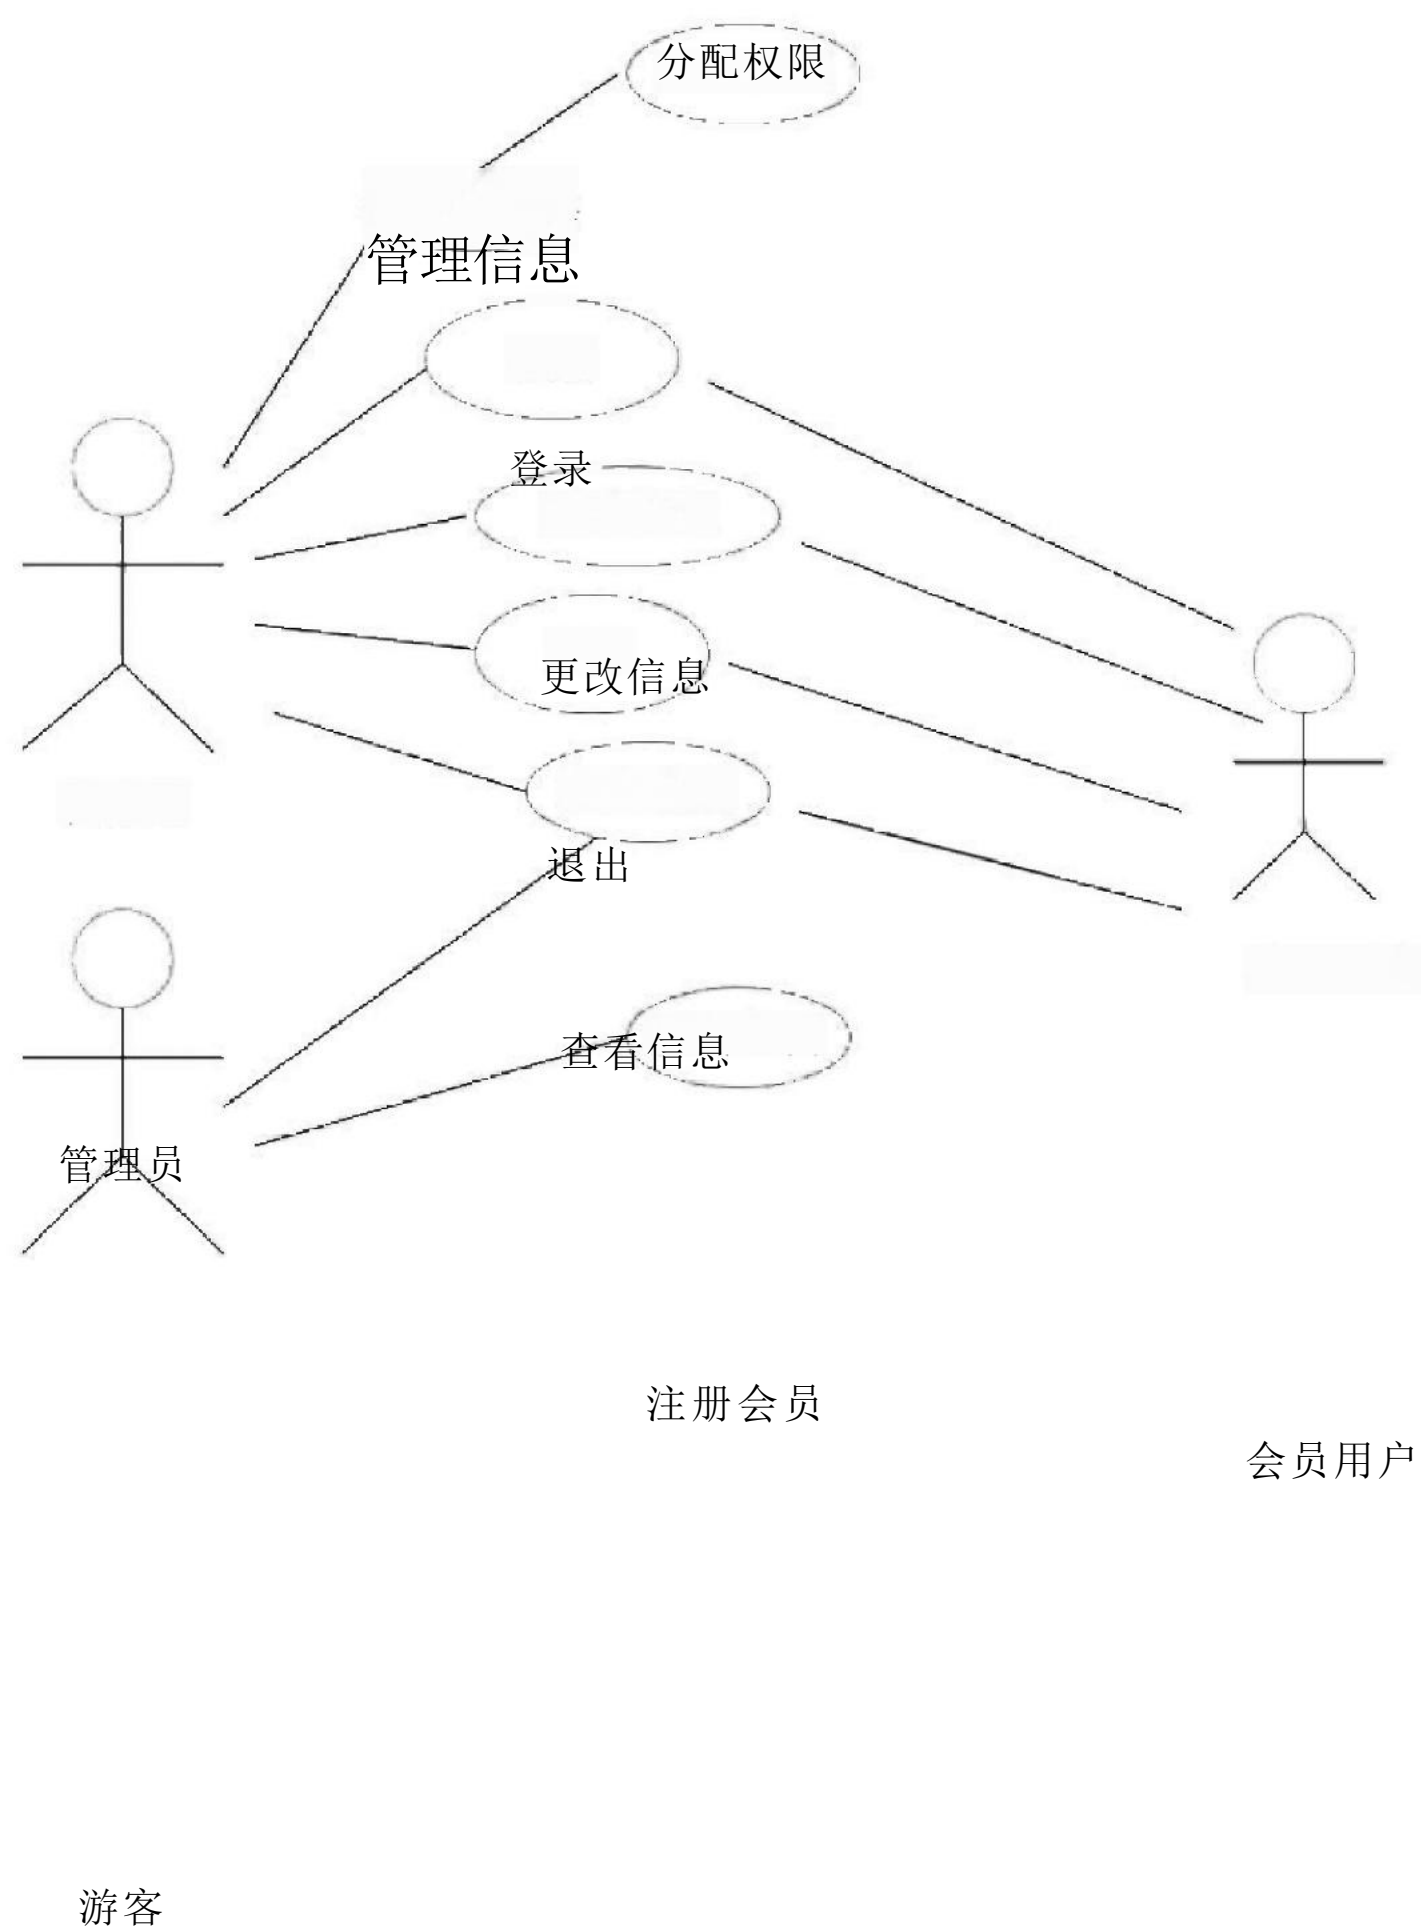 分配权限
管理信息
登录
更改信息
退出
查看信息
管理员
注册会员
会员用户
游客